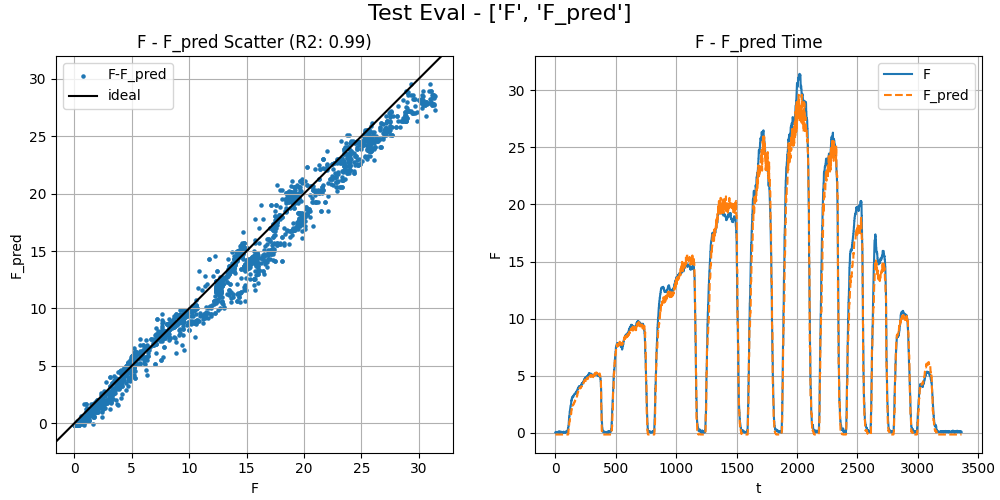 Test Eval - ['F', 'F_pred']
F - F_pred Scatter (R2: 0.99)
F-F_pred
ideal
30
25
20
15
10
5
0
F_pred
0
5
10
15
20
25
30
F
F - F_pred Time
F
F_pred
30
25
20
15
10
5
0
F
0
500
1000
1500
2000
2500
3000
3500
t